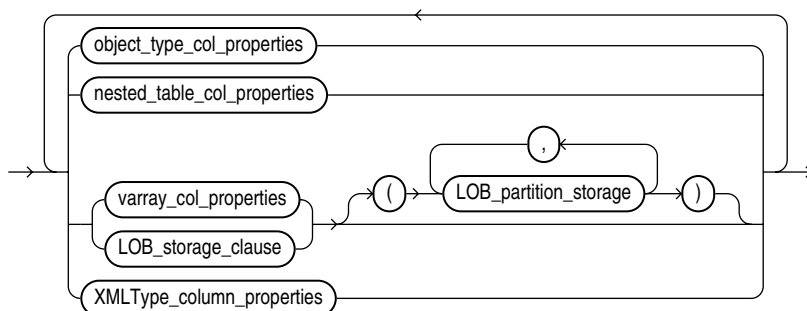 object_type_col_properties
nested_table_col_properties
,
varray_col_properties
( LOB_partition_storage )
LOB_storage_clause
XMLType_column_properties